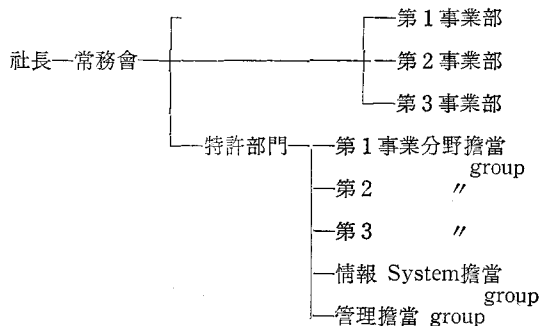 第1事業部
社長 常務會 第2事業部
第3事業部
特許部門 第1事業分野擔當
group
第2 〃
第3 〃
情報 System擔當
group
管理擔當 group